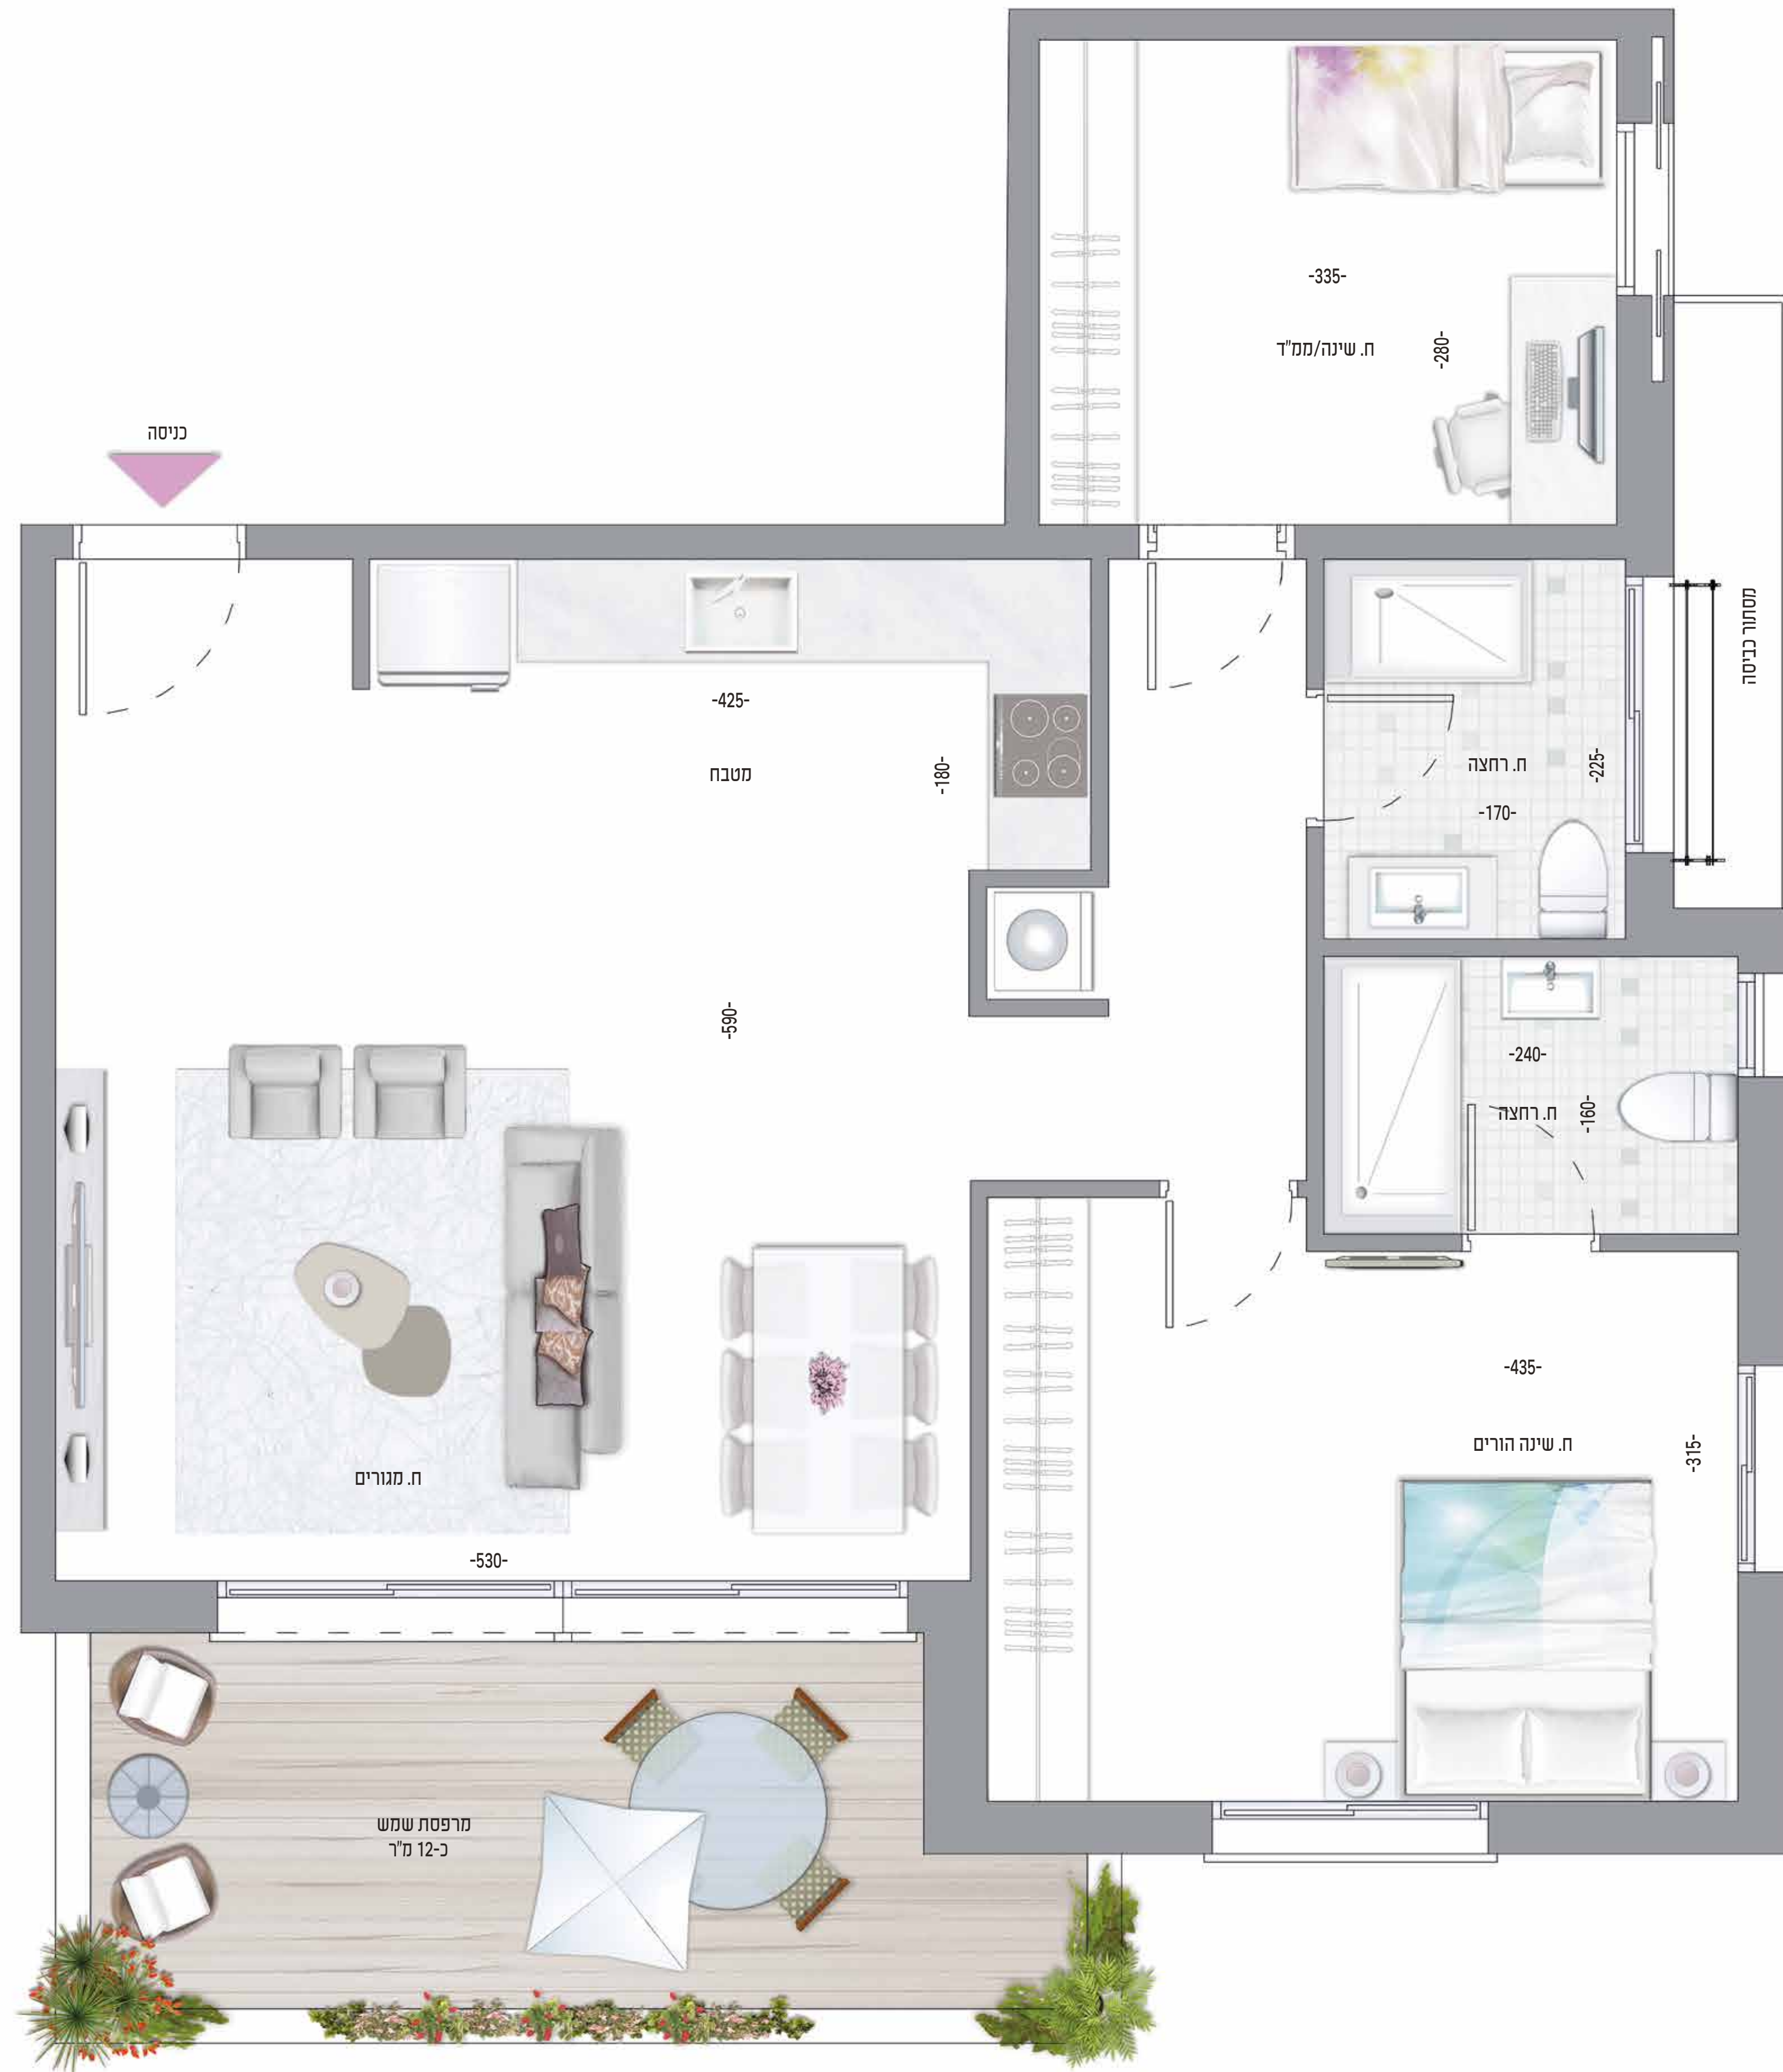 כניסה
-335-
ח. שינה/ממ"ד
-280-
מסתור כביסה
-425-
מטבח
-180-
ח. רחצה
-225-
-170-
-590-
-240-
ח. רחצה
-160-
-435-
ח. שינה הורים
-315-
ח. מגורים
-530-
מרפסת שמש
כ-12 מ"ר